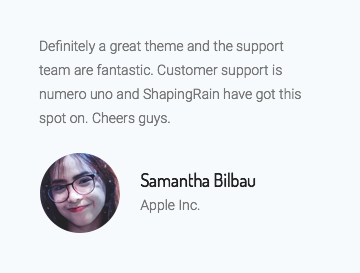 Definitely a great theme and the support
team are fantastic. Customer support is
numero uno and ShapingRain have got this
spot on. Cheers guys.
Samantha Bilbau
Apple Inc.